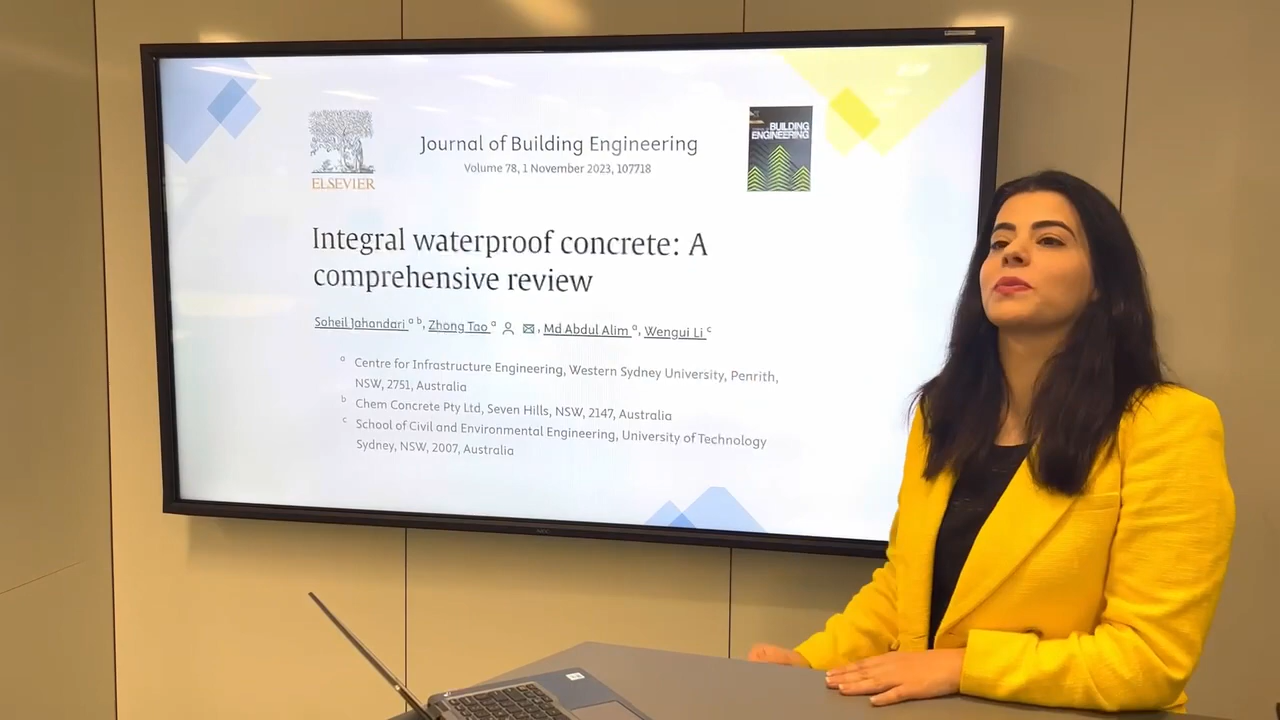 ELSEVIER
Journal of Building Engineering
Volume 78, 1 November 2023, 107718
BUILDING
ENGINEERING
Integral waterproof concrete: A
comprehensive review
Soheil Jahandari a b, Zhong Tao a, Md Abdul Alim a, Wengui Li c
a Centre for Infrastructure Engineering, Western Sydney University, Penrith,
NSW, 2751, Australia
b Chem Concrete Pty Ltd, Seven Hills, NSW, 2147, Australia
c School of Civil and Environmental Engineering, University of Technology
Sydney, NSW, 2007, Australia
NEC